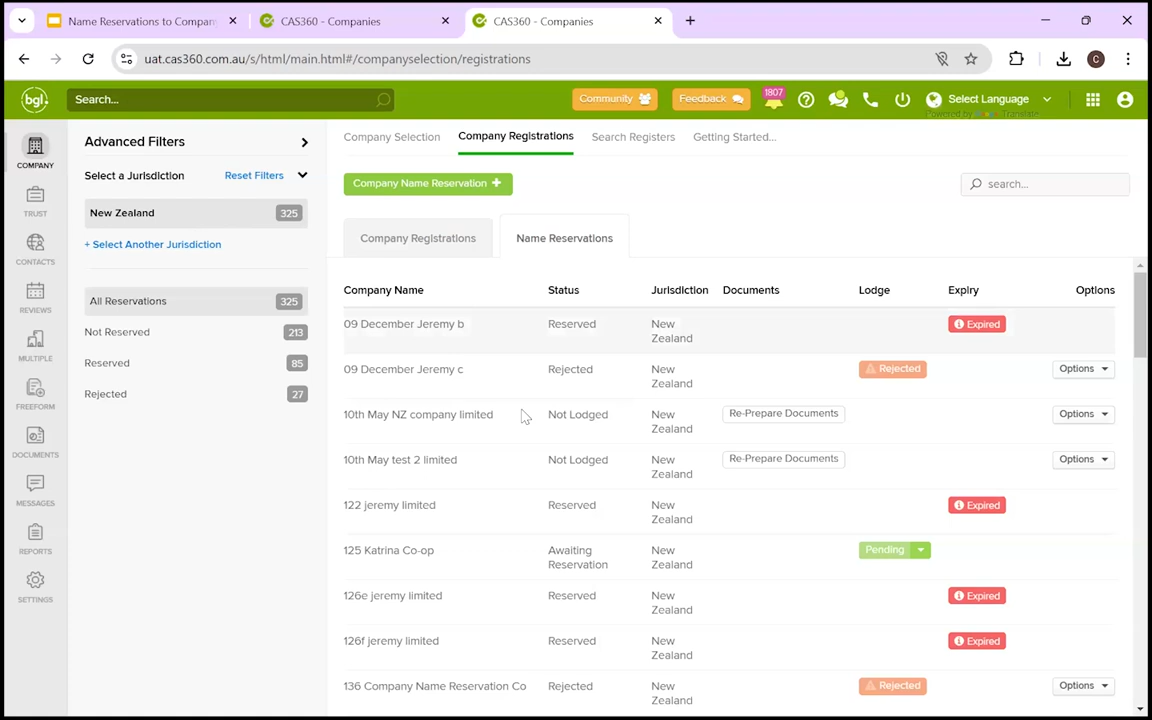 Name Reservations to Compan
CAS360 - Companies
CAS360 - Companies
uat.cas360.com.au/s/html/main.html#/companyselection/registrations
C
bgl.
Search...
Community
Feedback
1807
Select Language
Powered by Translate
COMPANY
TRUST
CONTACTS
REVIEWS
MULTIPLE
FREEFORM
DOCUMENTS
MESSAGES
REPORTS
SETTINGS
Advanced Filters
Select a Jurisdiction Reset Filters
New Zealand 325
+ Select Another Jurisdiction
All Reservations 325
Not Reserved 213
Reserved 85
Rejected 27
Company Selection Company Registrations Search Registers Getting Started...
Company Name Reservation +
search...
Company Registrations Name Reservations
Company Name Status Jurisdiction Documents Lodge Expiry Options
09 December Jeremy b Reserved New Zealand Expired
09 December Jeremy c Rejected New Zealand Rejected Options
10th May NZ company limited Not Lodged New Zealand Re-Prepare Documents Options
10th May test 2 limited Not Lodged New Zealand Re-Prepare Documents Options
122 jeremy limited Reserved New Zealand Expired
125 Katrina Co-op Awaiting Reservation New Zealand Pending
126e jeremy limited Reserved New Zealand Expired
126f jeremy limited Reserved New Zealand Expired
136 Company Name Reservation Co Rejected New Zealand Rejected Options